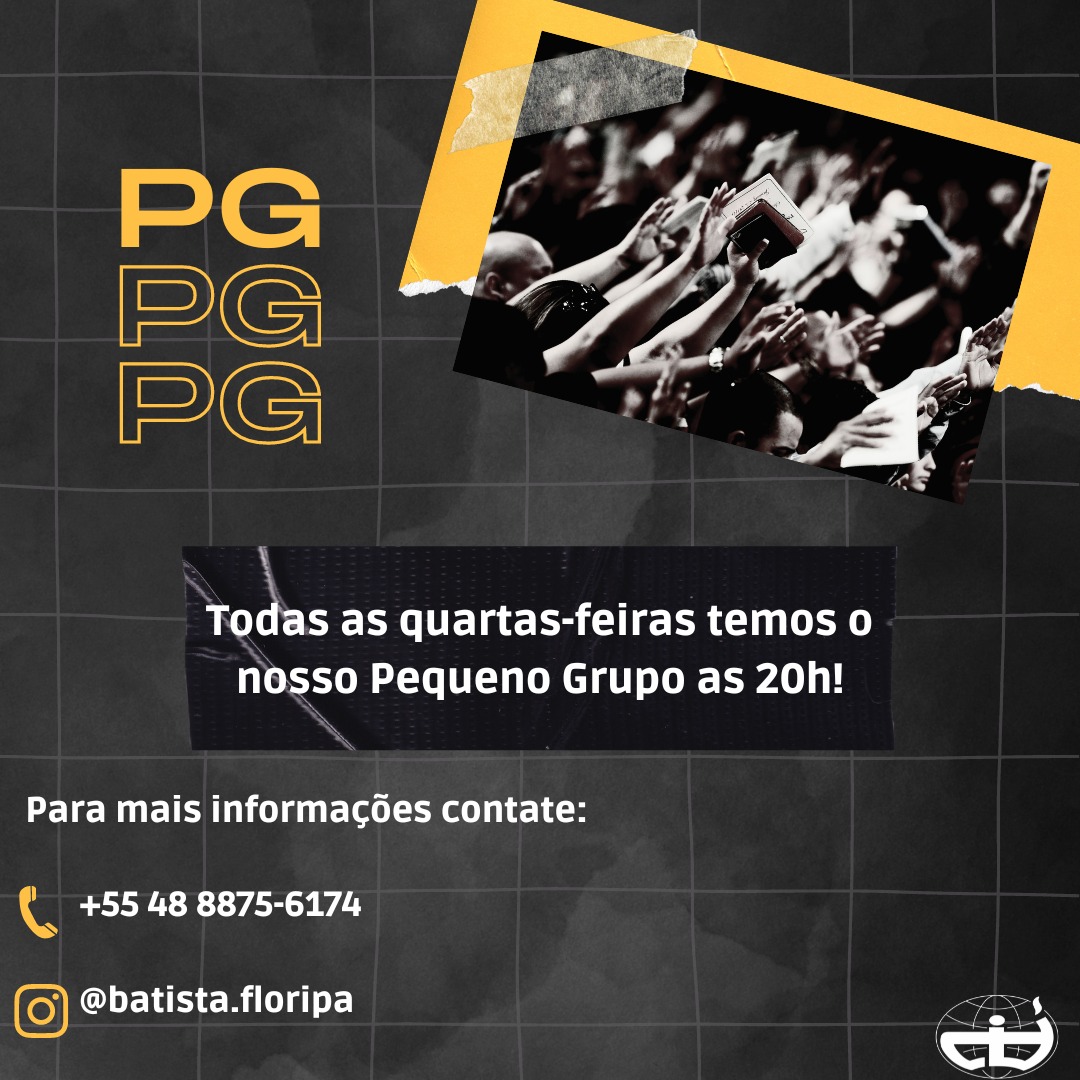 PG
PG
PG
Todas as quartas-feiras temos o
nosso Pequeno Grupo as 20h!
Para mais informações contate:
+55 48 8875-6174
@batista.floripa